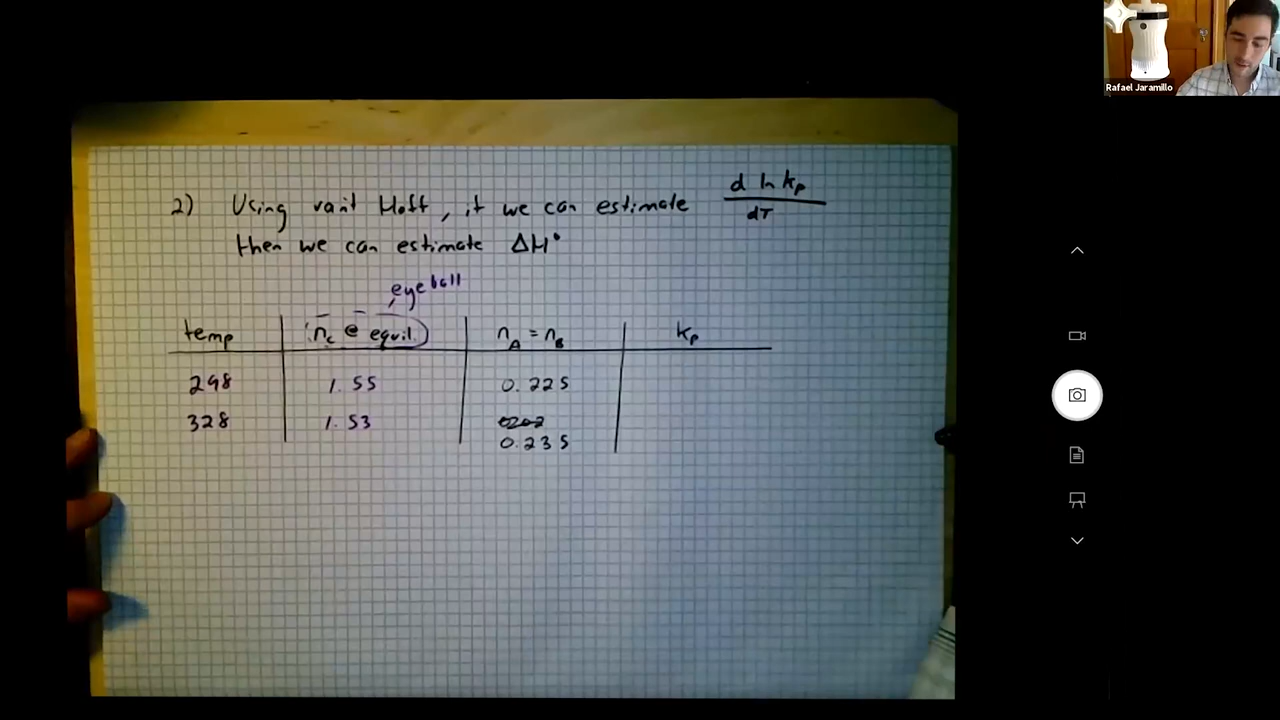 Rafael Jaramillo
2) Using van't Hoff, if we can estimate d ln Kp / dT
then we can estimate ΔH°
eyeball
temp | nc @ equil. | nA = nB | Kp
298 | 1.55 | 0.225
328 | 1.53 | 0.235